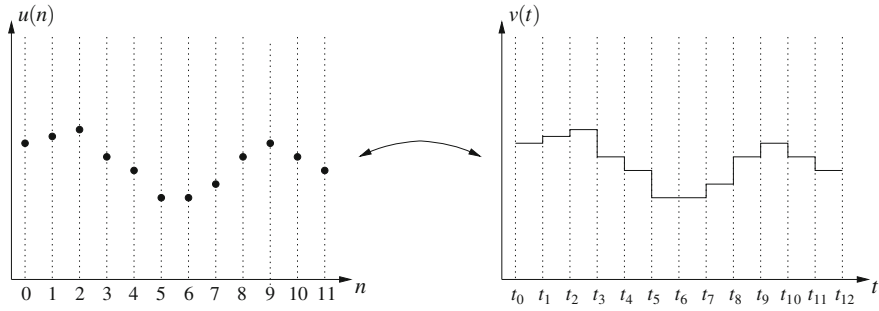 u(n)
0 1 2 3 4 5 6 7 8 9 10 11 n
v(t)
t₀ t₁ t₂ t₃ t₄ t₅ t₆ t₇ t₈ t₉ t₁₀ t₁₁ t₁₂ t